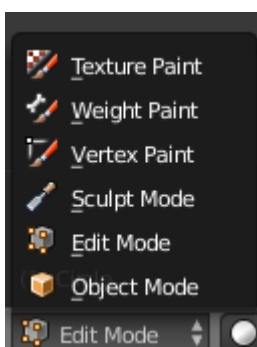 Texture Paint
Weight Paint
Vertex Paint
Sculpt Mode
Edit Mode
Object Mode
Edit Mode